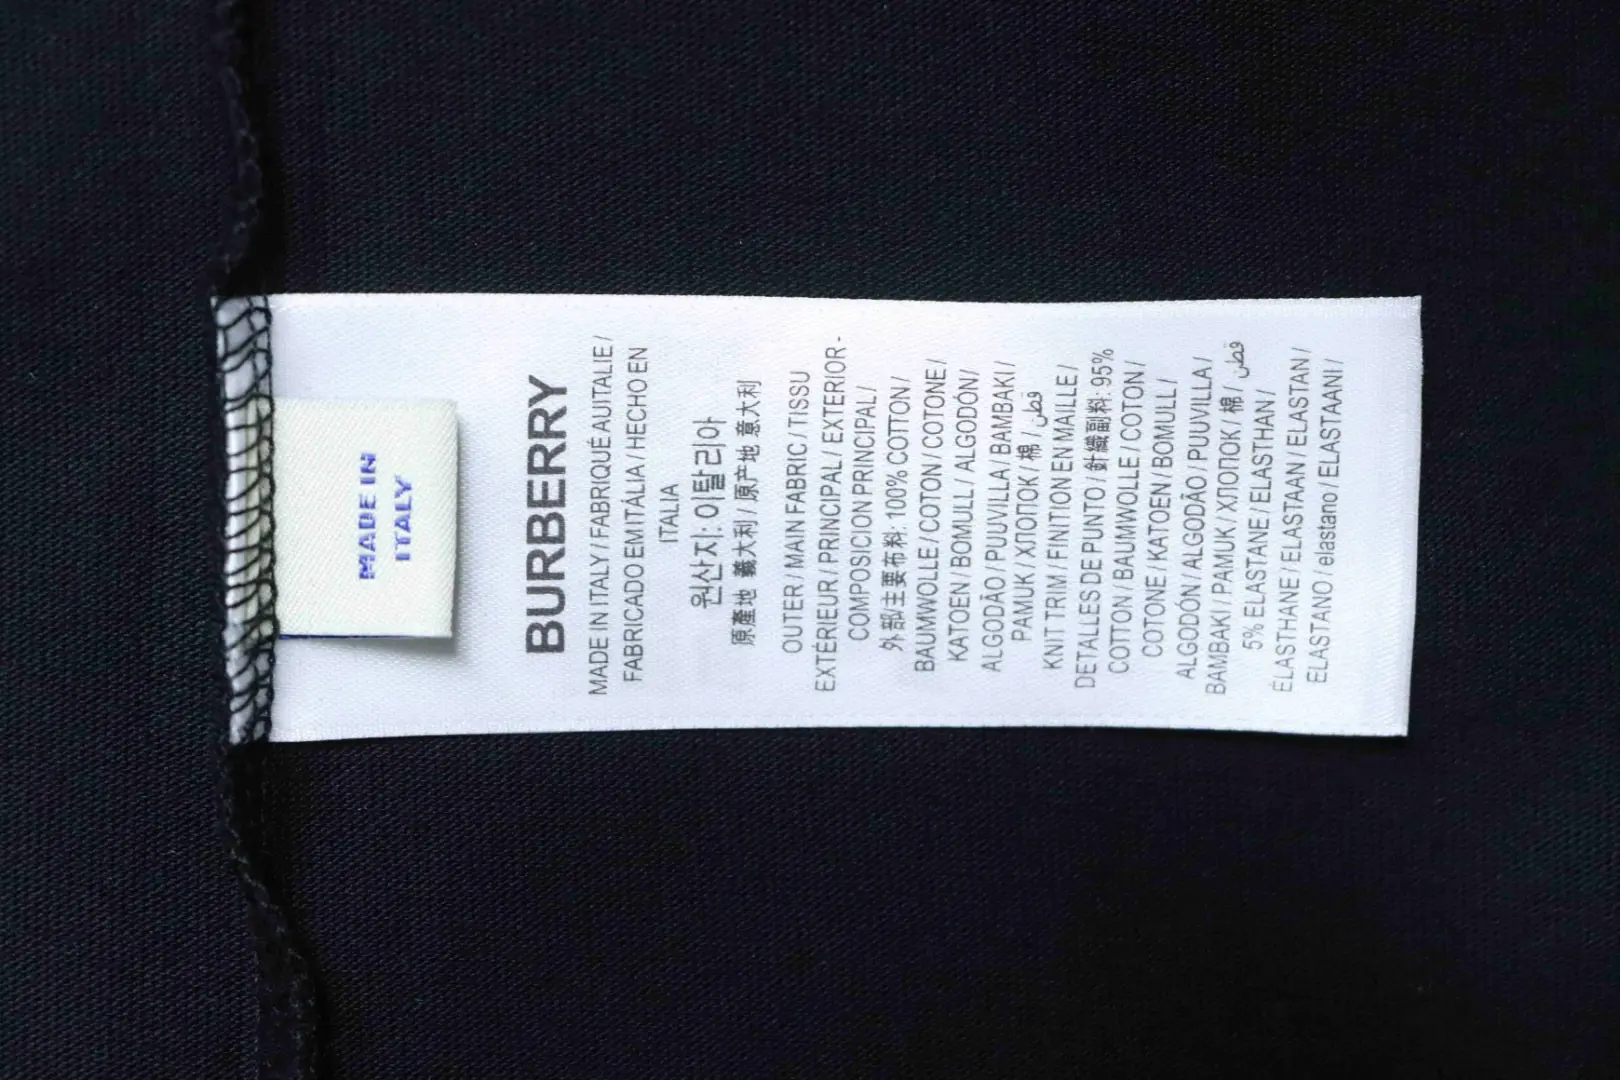 MADE IN
ITALY
BURBERRY
MADE IN ITALY / FABRIQUÉ AU ITALIE /
FABRICADO EM ITÁLIA / HECHO EN
ITALIA
원산지: 이탈리아
原產地 義大利 / 原产地 意大利
OUTER / MAIN FABRIC / TISSU
EXTÉRIEUR / PRINCIPAL / EXTERIOR-
COMPOSICION PRINCIPAL /
外部/主要布料: 100% COTTON /
BAUMWOLLE / COTON / COTONE /
KATOEN / BOMULL / ALGODÓN /
ALGODÃO / PUUVILLA / BAMBAKI /
PAMUK / ХЛОПОК / 棉 / قطن
KNIT TRIM / FINITION EN MAILLE /
DETALLES DE PUNTO / 針織副料: 95%
COTTON / BAUMWOLLE / COTON /
COTONE / KATOEN / BOMULL /
ALGODÓN / ALGODÃO / PUUVILLA /
BAMBAKI / PAMUK / ХЛОПОК / 棉 / قطن
5% ELASTANE / ELASTHAN /
ÉLASTHANE / ELASTAAN / ELASTAN /
ELASTANO / elastano / ELASTAANI /